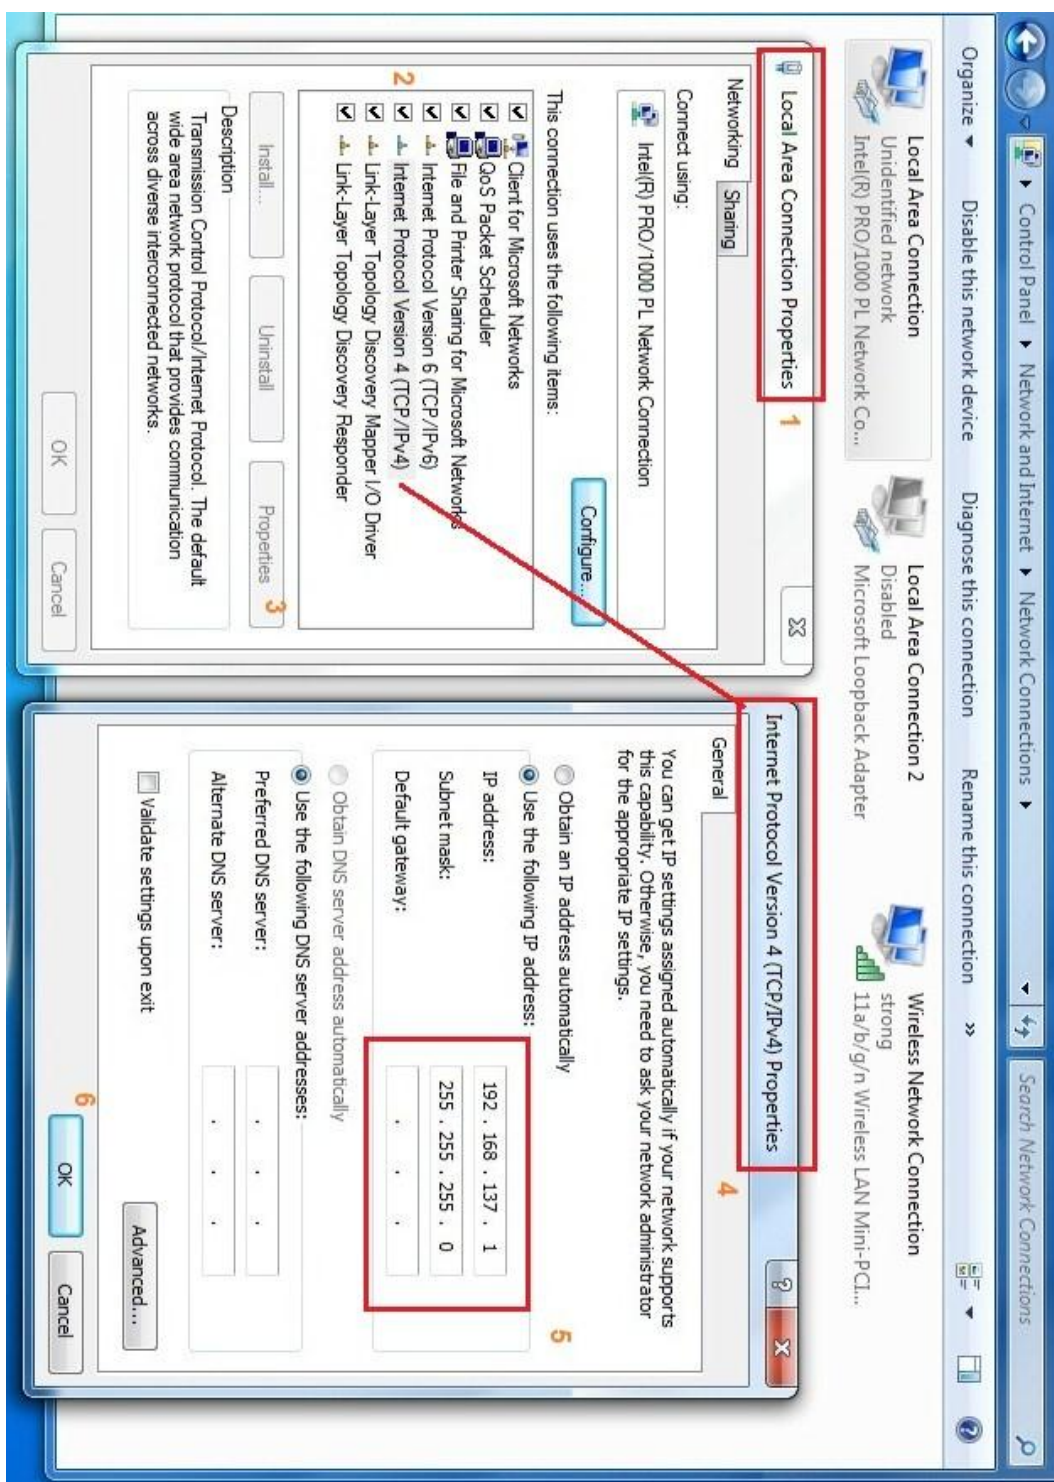 Control Panel Network and Internet Network Connections
Search Network Connections
Organize Disable this network device Diagnose this connection Rename this connection »
Local Area Connection
Unidentified network
Intel(R) PRO/1000 PL Network Co...
Local Area Connection 2
Disabled
Microsoft Loopback Adapter
Wireless Network Connection
strong
11a/b/g/n Wireless LAN Mini-PCI...
Local Area Connection Properties
1
Networking
Sharing
Connect using:
Intel(R) PRO/1000 PL Network Connection
Configure...
This connection uses the following items:
Client for Microsoft Networks
QoS Packet Scheduler
File and Printer Sharing for Microsoft Networks
Internet Protocol Version 6 (TCP/IPv6)
2
Internet Protocol Version 4 (TCP/IPv4)
Link-Layer Topology Discovery Mapper I/O Driver
Link-Layer Topology Discovery Responder
Install...
Uninstall
Properties
3
Description
Transmission Control Protocol/Internet Protocol. The default
wide area network protocol that provides communication
across diverse interconnected networks.
OK
Cancel
Internet Protocol Version 4 (TCP/IPv4) Properties
4
General
You can get IP settings assigned automatically if your network supports
this capability. Otherwise, you need to ask your network administrator
for the appropriate IP settings.
Obtain an IP address automatically
5
Use the following IP address:
IP address: 192 . 168 . 137 . 1
Subnet mask: 255 . 255 . 255 . 0
Default gateway: . . .
Obtain DNS server address automatically
Use the following DNS server addresses:
Preferred DNS server: . . .
Alternate DNS server: . . .
Validate settings upon exit
Advanced...
6
OK
Cancel